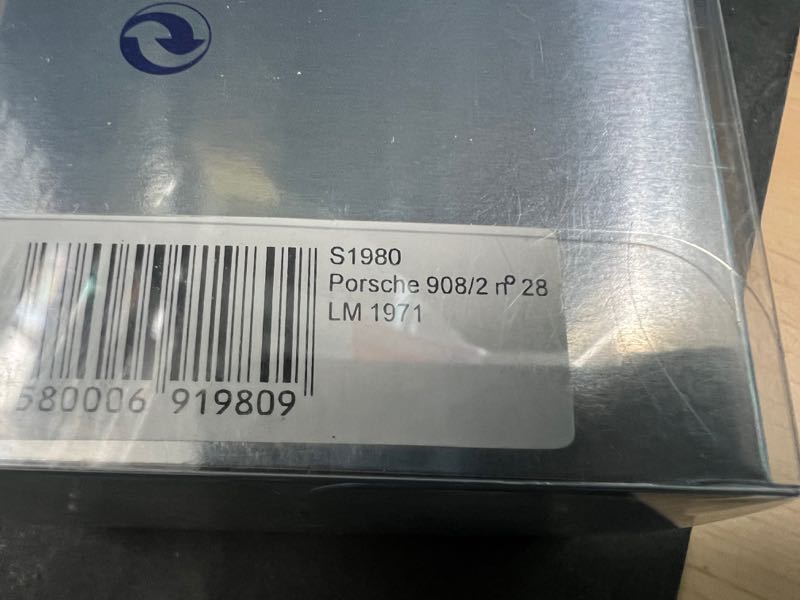 S1980
Porsche 908/2 nº 28
LM 1971
580006 919809